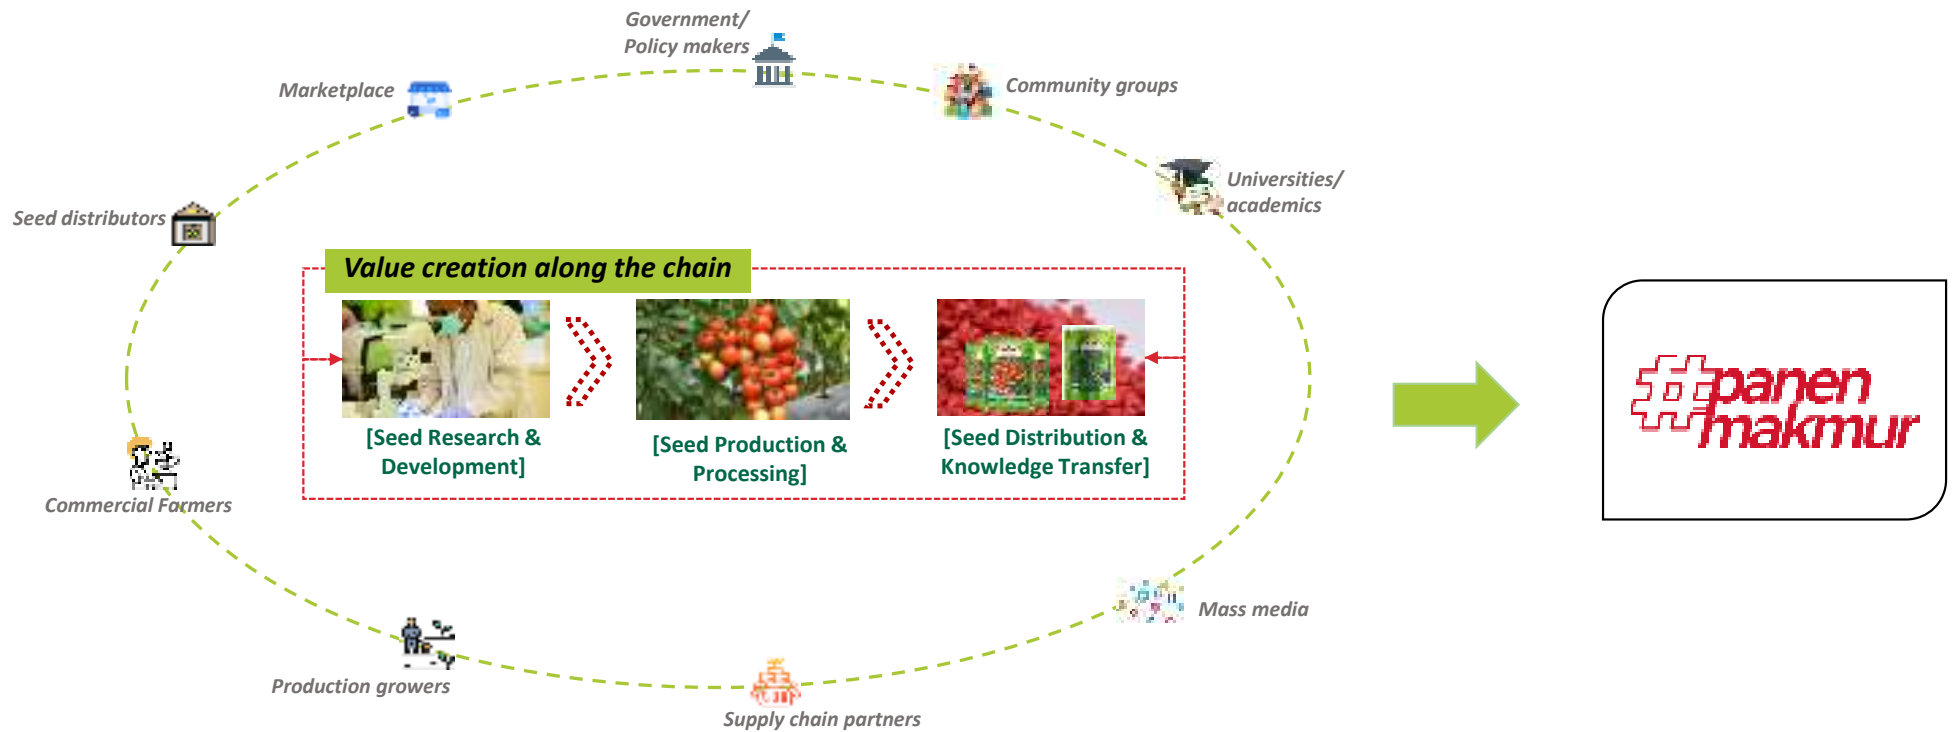 Government/
Policy makers
Marketplace
Community groups
Universities/
academics
Seed distributors
Value creation along the chain
[Seed Research &
Development]
[Seed Production &
Processing]
[Seed Distribution &
Knowledge Transfer]
#panen
makmur
Commercial Farmers
Mass media
Production growers
Supply chain partners